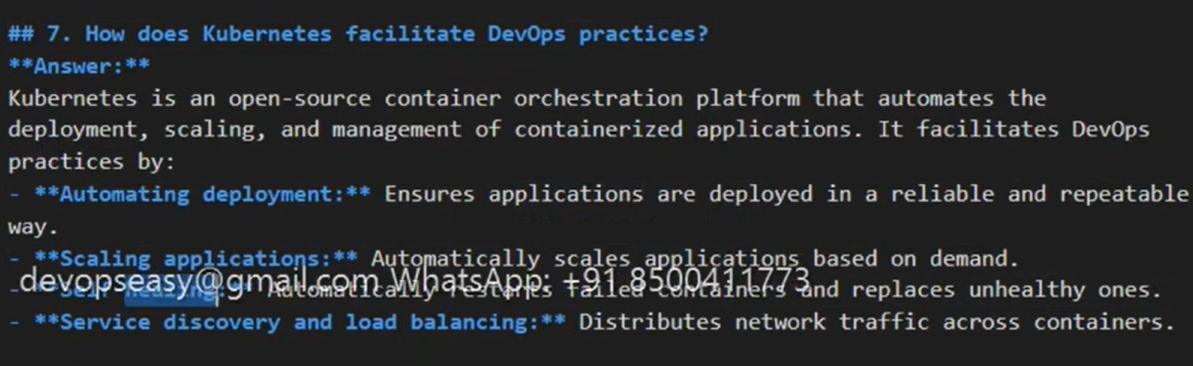 ## 7. How does Kubernetes facilitate DevOps practices?
**Answer:**
Kubernetes is an open-source container orchestration platform that automates the
deployment, scaling, and management of containerized applications. It facilitates DevOps
practices by:
- **Automating deployment:** Ensures applications are deployed in a reliable and repeatable
way.
- **Scaling applications:** Automatically scales applications based on demand.
devopseasy@gmail.com WhatsApp: +91 8500411773
- **Self-healing:** Automatically restarts failed containers and replaces unhealthy ones.
- **Service discovery and load balancing:** Distributes network traffic across containers.